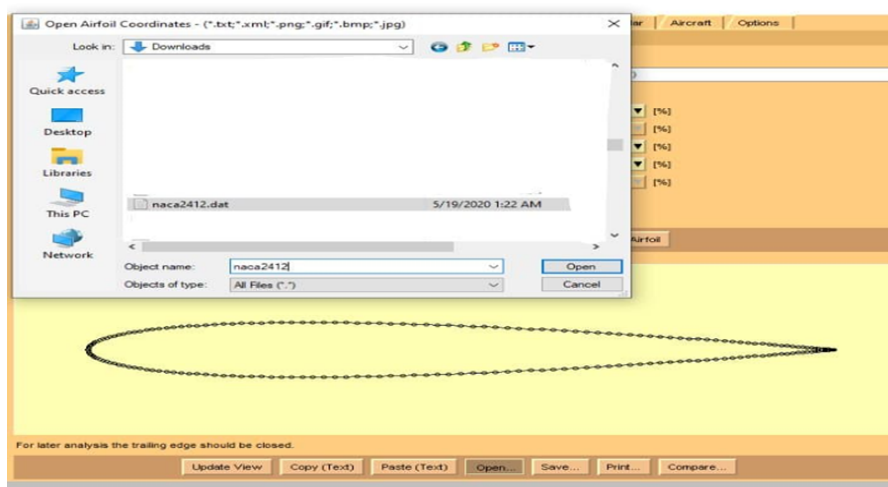 Open Airfoil Coordinates - (*.txt;*.xml;*.png;*.gif;*.bmp;*.jpg)
Aircraft Options
Look in: Downloads
Quick access
Desktop
Libraries
This PC
Network
naca2412.dat 5/19/2020 1:22 AM
Object name: naca2412 Open
Objects of type: All Files (*.*) Cancel
[%]
[%]
[%]
[%]
[%]
Airfoil
For later analysis the trailing edge should be closed.
Update View Copy (Text) Paste (Text) Open... Save... Print... Compare...